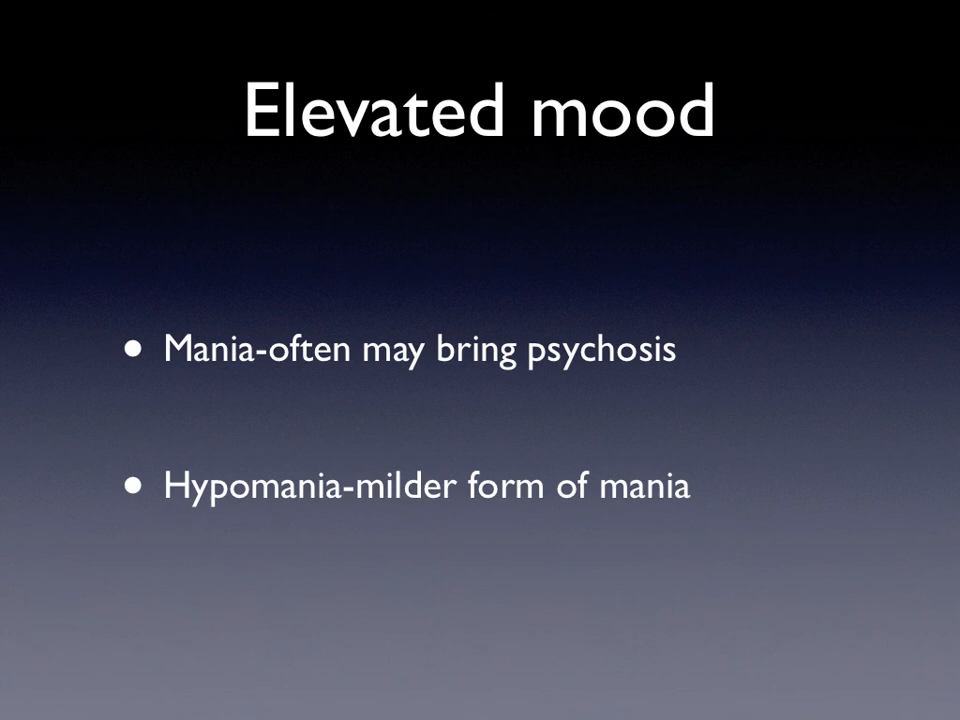 Elevated mood
• Mania-often may bring psychosis
• Hypomania-milder form of mania